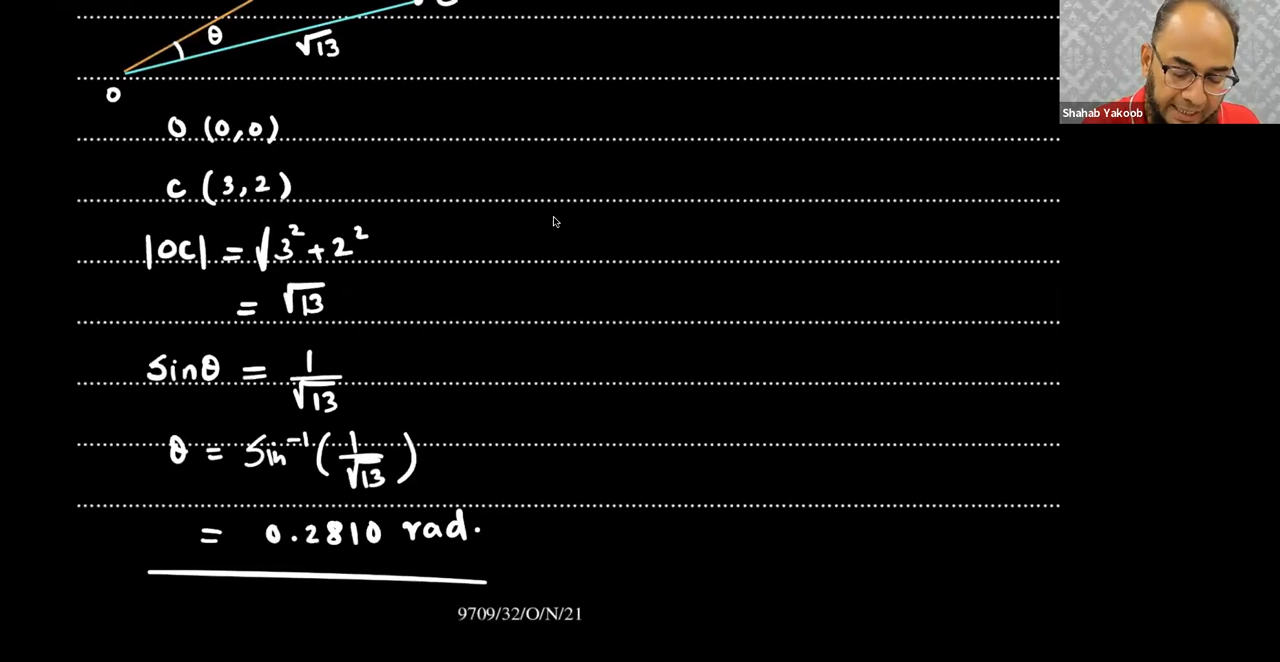 θ
√13
O
Shahab Yakoob
O (0,0)
C (3,2)
|OC| = √3² + 2²
= √13
Sinθ = 1/√13
θ = Sin⁻¹(1/√13)
= 0.2810 rad.
9709/32/O/N/21